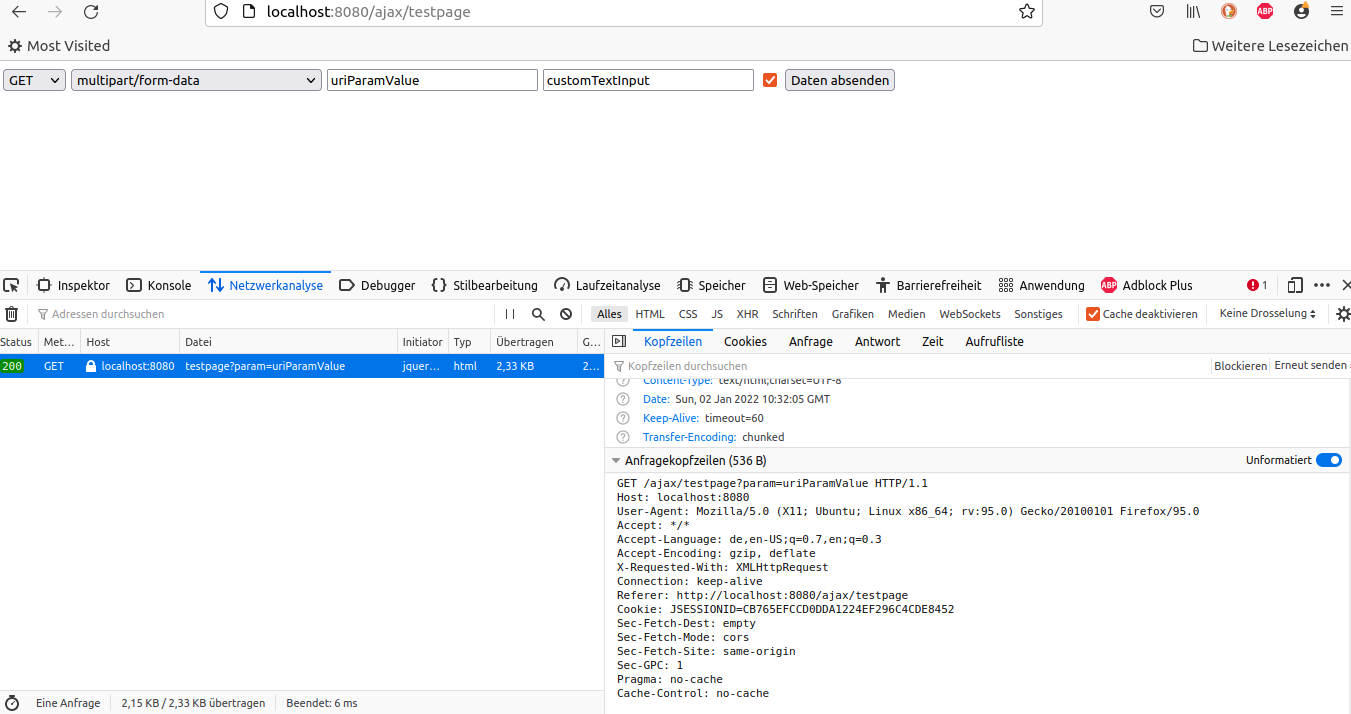 localhost:8080/ajax/testpage
ABP
Most Visited
Weitere Lesezeichen
GET
multipart/form-data
uriParamValue
customTextInput
Daten absenden
Inspektor
Konsole
Netzwerkanalyse
Debugger
Stilbearbeitung
Laufzeitanalyse
Speicher
Web-Speicher
Barrierefreiheit
Anwendung
ABP
Adblock Plus
1
Adressen durchsuchen
Alles
HTML
CSS
JS
XHR
Schriften
Grafiken
Medien
WebSockets
Sonstiges
Cache deaktivieren
Keine Drosselung
Status
Met...
Host
Datei
Initiator
Typ
Übertragen
G...
200
GET
localhost:8080
testpage?param=uriParamValue
jquer...
html
2,33 KB
2...
Kopfzeilen
Cookies
Anfrage
Antwort
Zeit
Aufrufliste
Kopfzeilen durchsuchen
Blockieren
Erneut senden
Content-Type: text/html;charset=UTF-8
Date: Sun, 02 Jan 2022 10:32:05 GMT
Keep-Alive: timeout=60
Transfer-Encoding: chunked
Anfragekopfzeilen (536 B)
Unformatiert
GET /ajax/testpage?param=uriParamValue HTTP/1.1
Host: localhost:8080
User-Agent: Mozilla/5.0 (X11; Ubuntu; Linux x86_64; rv:95.0) Gecko/20100101 Firefox/95.0
Accept: */*
Accept-Language: de,en-US;q=0.7,en;q=0.3
Accept-Encoding: gzip, deflate
X-Requested-With: XMLHttpRequest
Connection: keep-alive
Referer: http://localhost:8080/ajax/testpage
Cookie: JSESSIONID=CB765EFCCD0DDA1224EF296C4CDE8452
Sec-Fetch-Dest: empty
Sec-Fetch-Mode: cors
Sec-Fetch-Site: same-origin
Sec-GPC: 1
Pragma: no-cache
Cache-Control: no-cache
Eine Anfrage
2,15 KB / 2,33 KB übertragen
Beendet: 6 ms